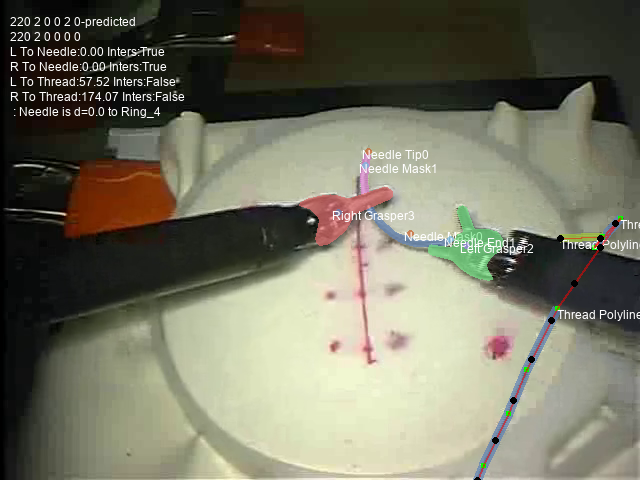 220 2 0 0 2 0-predicted
220 2 0 0 0 0
L To Needle:0.00 Inters:True
R To Needle:0.00 Inters:True
L To Thread:57.52 Inters:False
R To Thread:174.07 Inters:False
: Needle is d=0.0 to Ring_4
Needle Tip0
Needle Mask1
Right Grasper3
Needle Mask0
Needle End1
Left Grasper2
Thre
Thread Polyline
Thread Polyline